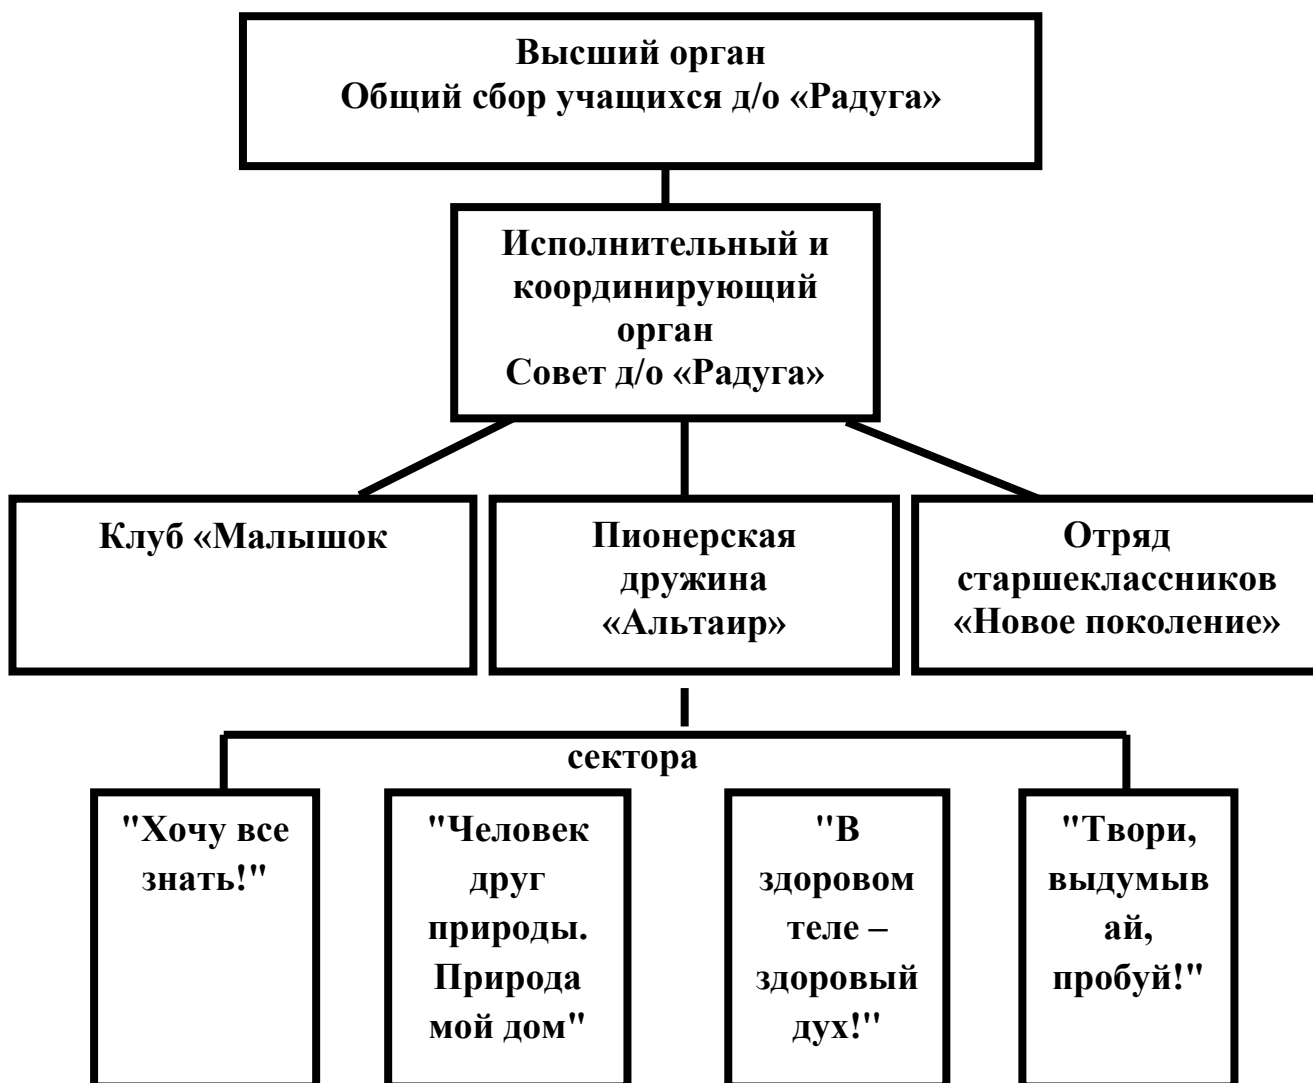 Высший орган
Общий сбор учащихся д/о «Радуга»
Исполнительный и
координирующий
орган
Совет д/о «Радуга»
Клуб «Малышок
Пионерская
дружина
«Альтаир»
Отряд
старшеклассников
«Новое поколение»
сектора
"Хочу все
знать!"
"Человек
друг
природы.
Природа
мой дом"
"В
здоровом
теле –
здоровый
дух!"
"Твори,
выдумыв
ай,
пробуй!"